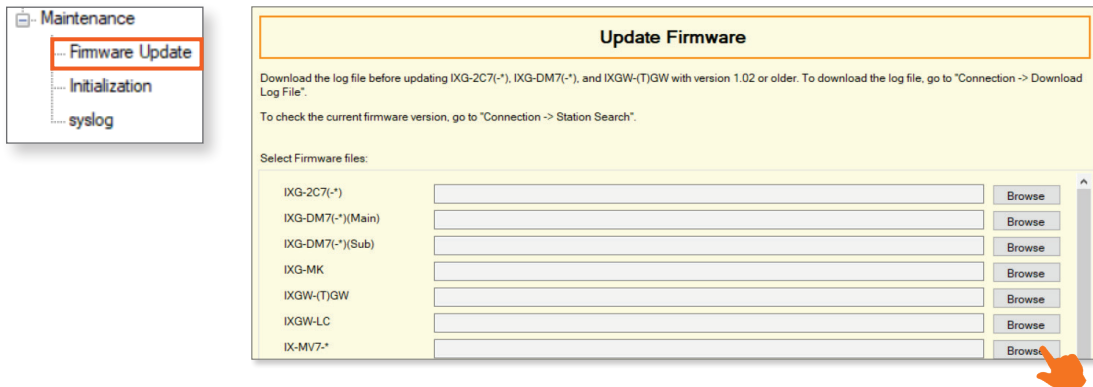 Maintenance
Firmware Update
Initialization
syslog
Update Firmware
Download the log file before updating IXG-2C7(-*), IXG-DM7(-*), and IXGW-(T)GW with version 1.02 or older. To download the log file, go to "Connection -> Download
Log File".
To check the current firmware version, go to "Connection -> Station Search".
Select Firmware files:
IXG-2C7(-*) Browse
IXG-DM7(-*)(Main) Browse
IXG-DM7(-*)(Sub) Browse
IXG-MK Browse
IXGW-(T)GW Browse
IXGW-LC Browse
IX-MV7-* Browse